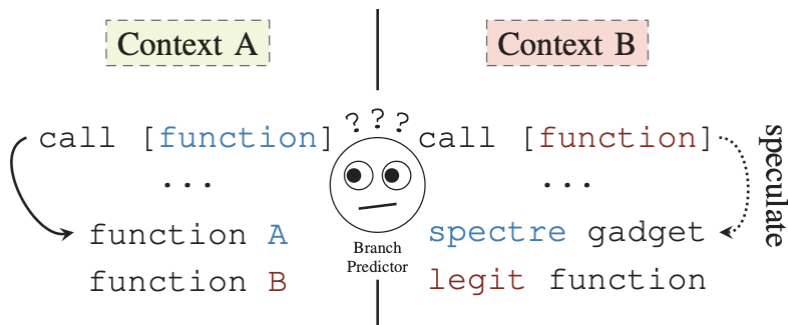 Context A
Context B
? ? ?
call [function]
call [function]
...
...
speculate
function A
spectre gadget
Branch
Predictor
function B
legit function